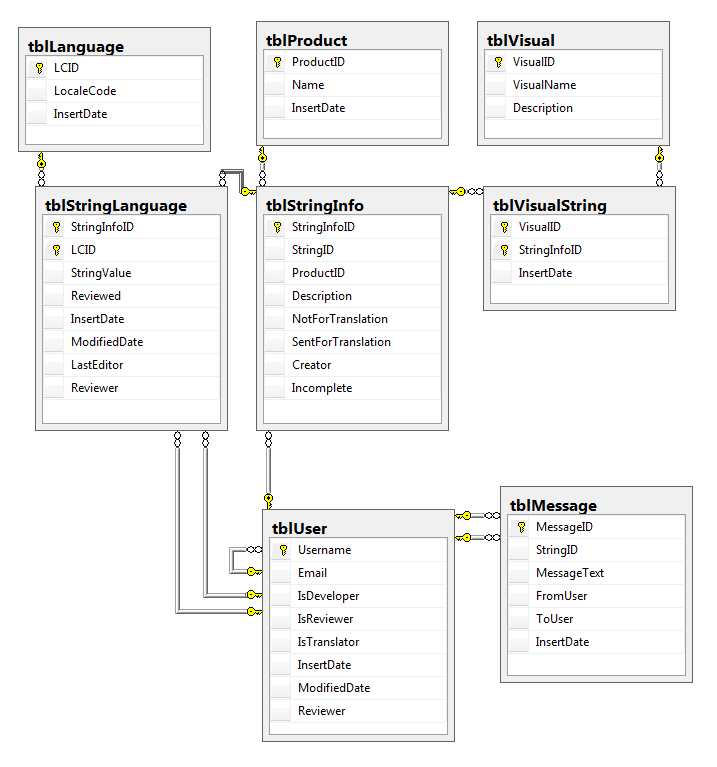 tblLanguage
LCID
LocaleCode
InsertDate
tblProduct
ProductID
Name
InsertDate
tblVisual
VisualID
VisualName
Description
tblStringLanguage
StringInfoID
LCID
StringValue
Reviewed
InsertDate
ModifiedDate
LastEditor
Reviewer
tblStringInfo
StringInfoID
StringID
ProductID
Description
NotForTranslation
SentForTranslation
Creator
Incomplete
tblVisualString
VisualID
StringInfoID
InsertDate
tblUser
Username
Email
IsDeveloper
IsReviewer
IsTranslator
InsertDate
ModifiedDate
Reviewer
tblMessage
MessageID
StringID
MessageText
FromUser
ToUser
InsertDate